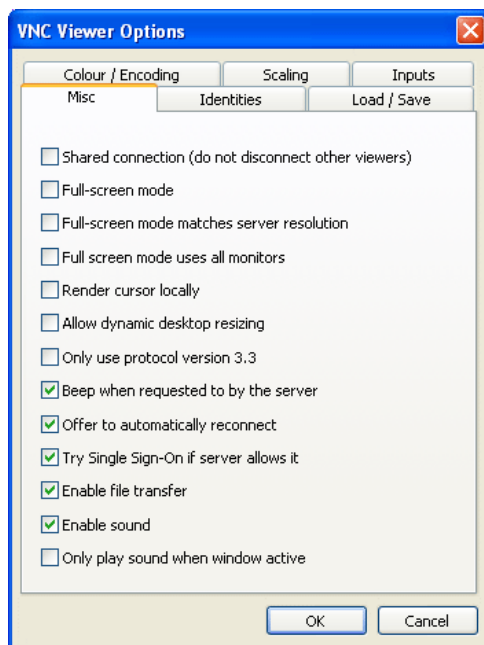 VNC Viewer Options
Colour / Encoding Scaling Inputs
Misc Identities Load / Save
Shared connection (do not disconnect other viewers)
Full-screen mode
Full-screen mode matches server resolution
Full screen mode uses all monitors
Render cursor locally
Allow dynamic desktop resizing
Only use protocol version 3.3
Beep when requested to by the server
Offer to automatically reconnect
Try Single Sign-On if server allows it
Enable file transfer
Enable sound
Only play sound when window active
OK Cancel